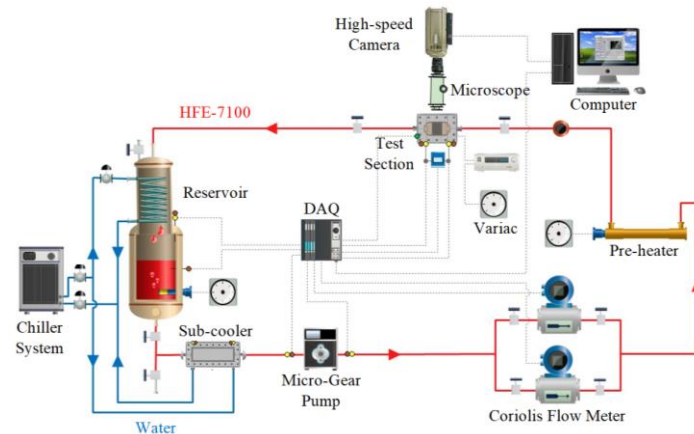 High-speed
Camera
Microscope
Computer
HFE-7100
Test
Section
Reservoir
DAQ
Variac
Pre-heater
Chiller
System
Sub-cooler
Micro-Gear
Pump
Coriolis Flow Meter
Water